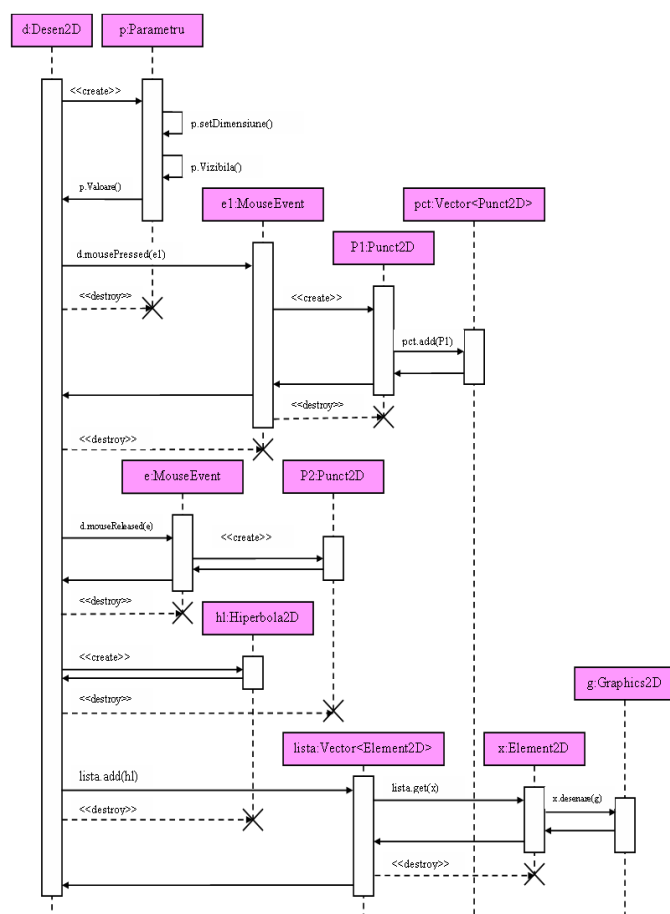 d:Desen2D
p:Parametru
<<create>>
p.setDimensiune()
p.Vizibila()
p.Valoare()
e1:MouseEvent
pct:Vector<Punct2D>
P1:Punct2D
d.mousePressed(e1)
<<destroy>>
<<create>>
pct.add(P1)
<<destroy>>
<<destroy>>
e:MouseEvent
P2:Punct2D
d.mouseReleased(e)
<<create>>
<<destroy>>
hl:Hiperbola2D
<<create>>
g:Graphics2D
<<destroy>>
lista:Vector<Element2D>
x:Element2D
lista.add(hl)
lista.get(x)
x.desenare(g)
<<destroy>>
<<destroy>>